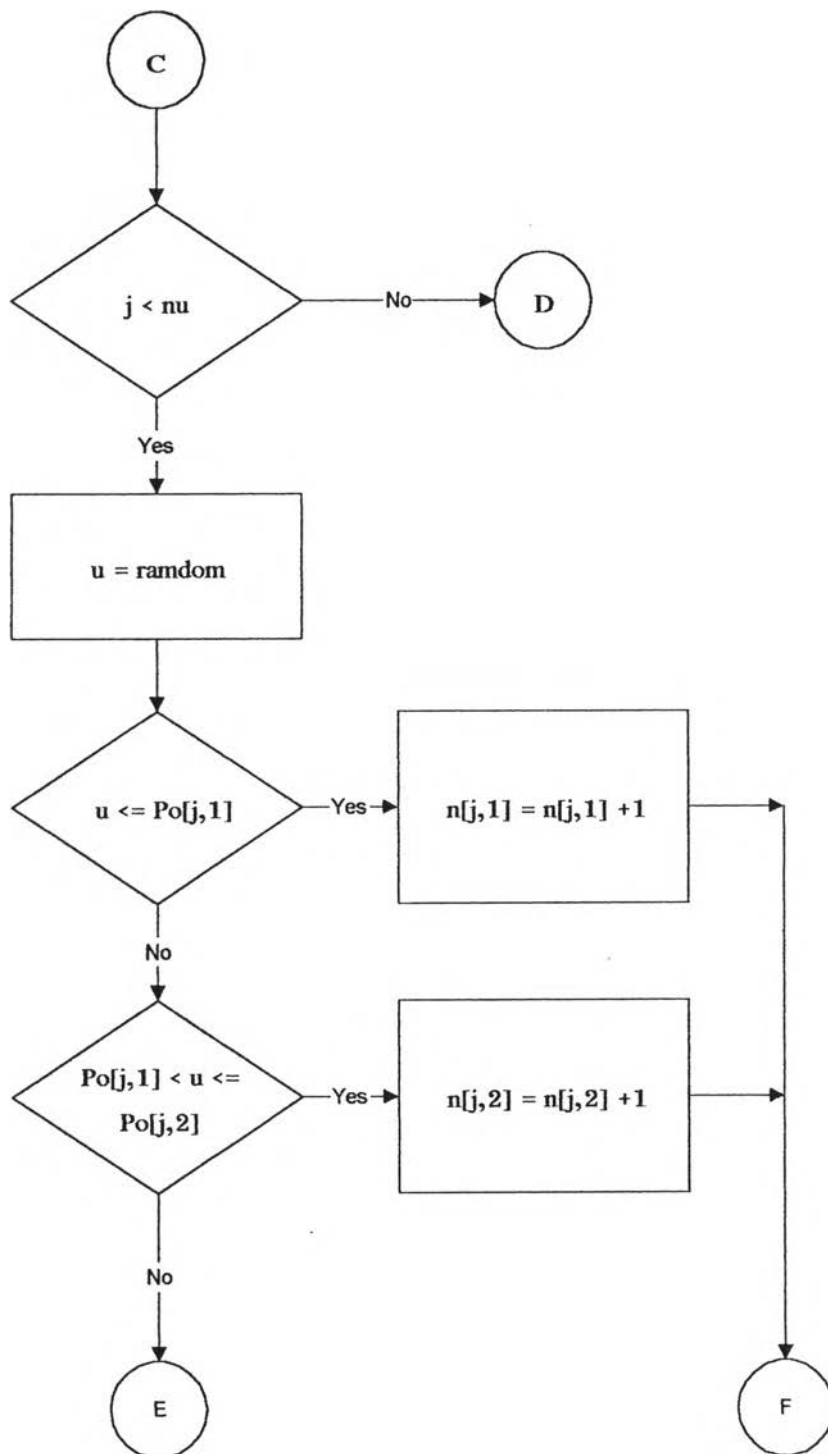 C
j < nu
No
D
Yes
u = ramdom
u <= Po[j,1]
Yes
n[j,1] = n[j,1] +1
No
Po[j,1] < u <=
Po[j,2]
Yes
n[j,2] = n[j,2] +1
No
E
F